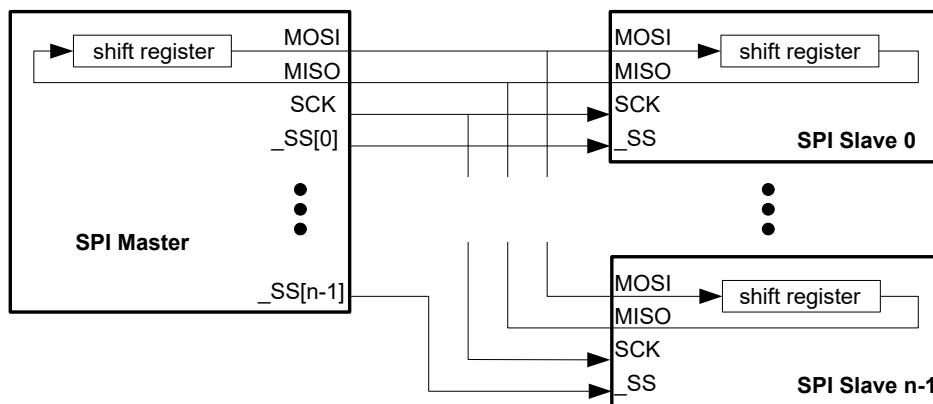 shift register
MOSI
MISO
SCK
_SS[0]
SPI Master
_SS[n-1]
MOSI
shift register
MISO
SCK
_SS
SPI Slave 0
MOSI
shift register
MISO
SCK
_SS
SPI Slave n-1